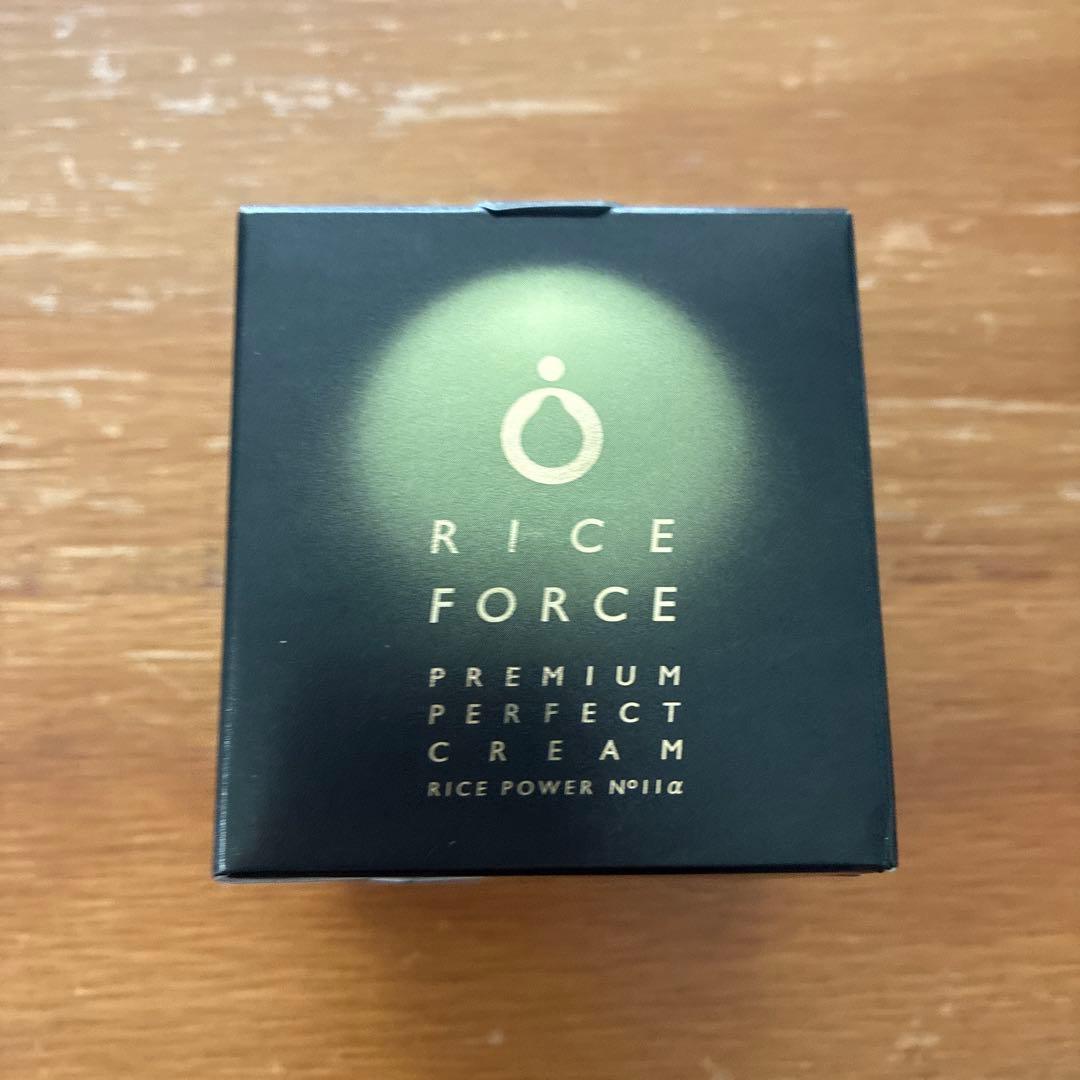 RICE
FORCE
PREMIUM
PERFECT
CREAM
RICE POWER Nº11α